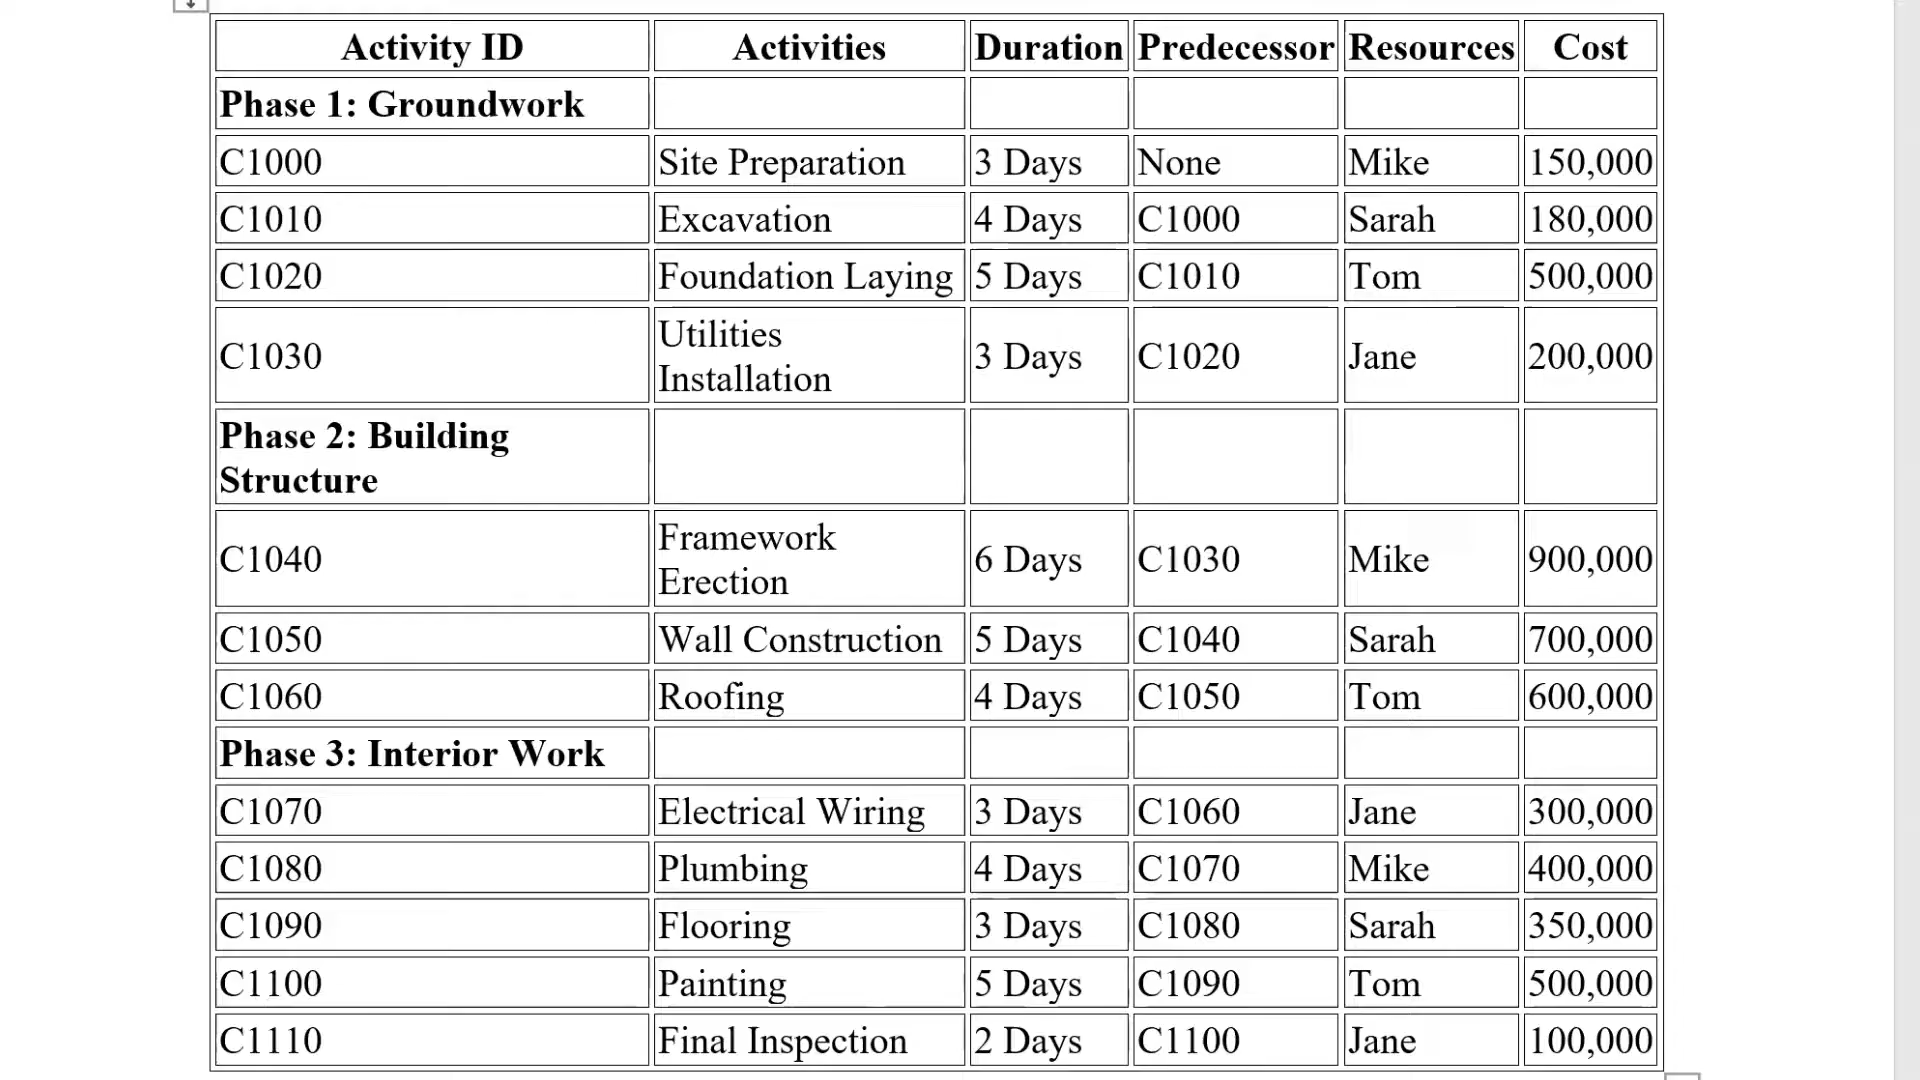 Activity ID Activities Duration Predecessor Resources Cost
Phase 1: Groundwork
C1000 Site Preparation 3 Days None Mike 150,000
C1010 Excavation 4 Days C1000 Sarah 180,000
C1020 Foundation Laying 5 Days C1010 Tom 500,000
C1030 Utilities Installation 3 Days C1020 Jane 200,000
Phase 2: Building
Structure
C1040 Framework Erection 6 Days C1030 Mike 900,000
C1050 Wall Construction 5 Days C1040 Sarah 700,000
C1060 Roofing 4 Days C1050 Tom 600,000
Phase 3: Interior Work
C1070 Electrical Wiring 3 Days C1060 Jane 300,000
C1080 Plumbing 4 Days C1070 Mike 400,000
C1090 Flooring 3 Days C1080 Sarah 350,000
C1100 Painting 5 Days C1090 Tom 500,000
C1110 Final Inspection 2 Days C1100 Jane 100,000